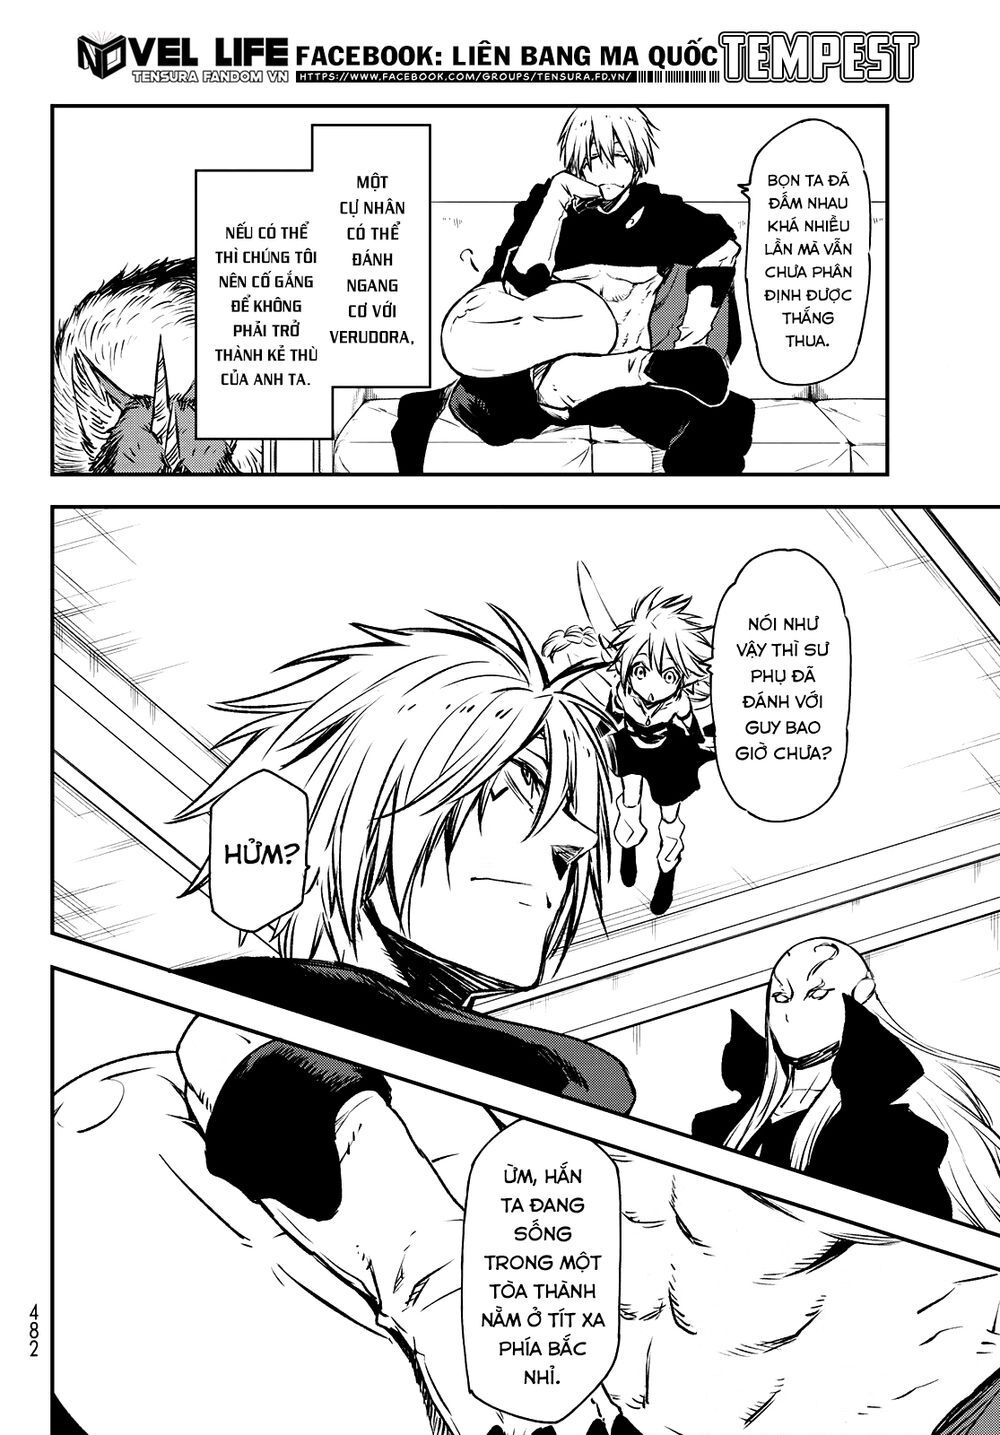 NOVEL LIFE
TENSURA FANDOM VN
FACEBOOK: LIÊN BANG MA QUỐC
HTTPS://WWW.FACEBOOK.COM/GROUPS/TENSURA.FD.VN/
TEMPEST
BỌN TA ĐÃ
ĐẤM NHAU
KHÁ NHIỀU
LẦN MÀ VẪN
CHƯA PHÂN
ĐỊNH ĐƯỢC
THẮNG
THUA.
MỘT
CỰ NHÂN
CÓ THỂ
ĐÁNH
NGANG
CƠ VỚI
VERUDORA,
NẾU CÓ THỂ
THÌ CHÚNG TÔI
NÊN CỐ GẮNG
ĐỂ KHÔNG
PHẢI TRỞ
THÀNH KẺ THÙ
CỦA ANH TA.
NÓI NHƯ
VẬY THÌ SƯ
PHỤ ĐÃ
ĐÁNH VỚI
GUY BAO
GIỜ CHƯA?
HỬM?
ỪM, HẮN
TA ĐANG
SỐNG
TRONG MỘT
TÒA THÀNH
NẰM Ở TÍT XA
PHÍA BẮC
NHỈ.
482